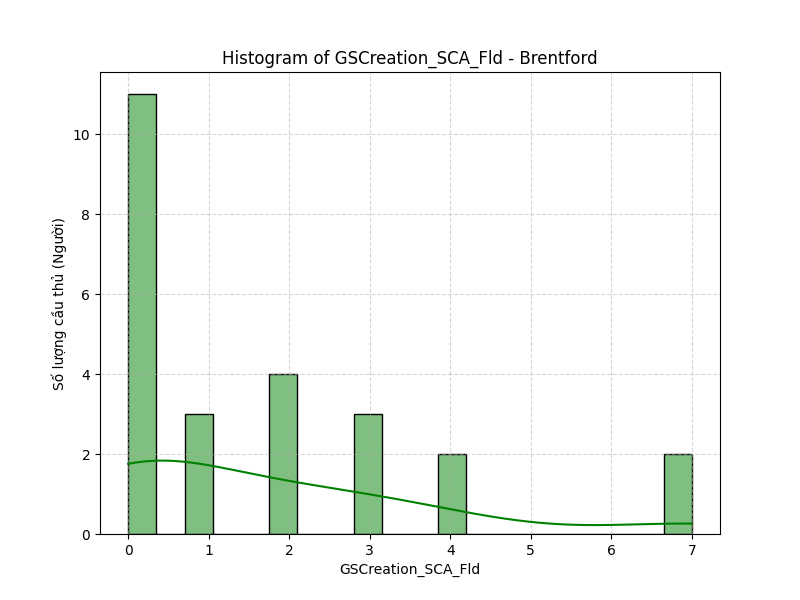 Histogram of GSCreation_SCA_Fld - Brentford
Số lượng cầu thủ (Người)
10
8
6
4
2
0
0 1 2 3 4 5 6 7
GSCreation_SCA_Fld